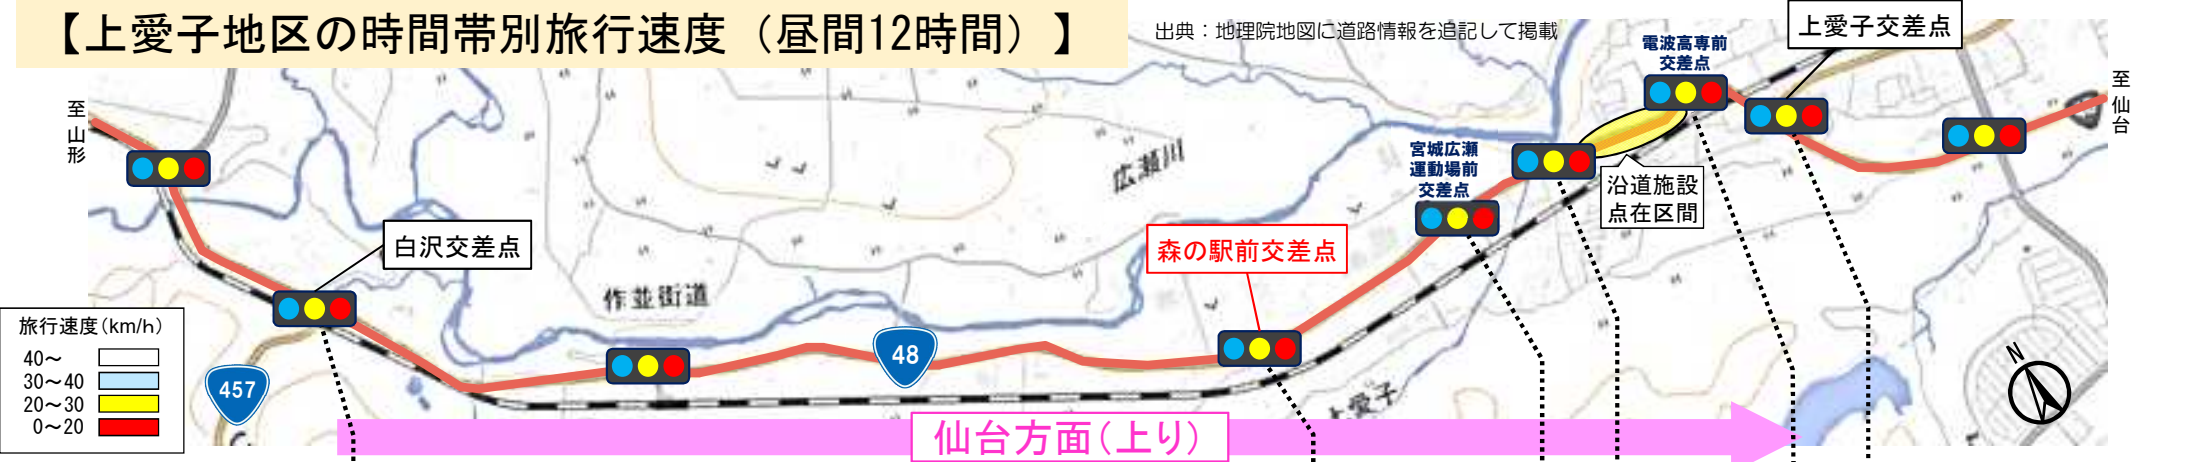 【上愛子地区の時間帯別旅行速度（昼間12時間）】
出典：地理院地図に道路情報を追記して掲載
上愛子交差点
電波高専前
交差点
至仙台
至山形
宮城広瀬
運動場前
交差点
広瀬川
沿道施設
点在区間
白沢交差点
森の駅前交差点
作並街道
旅行速度(km/h)
40～
30～40
20～30
0～20
457
48
N
上愛子
仙台方面(上り)